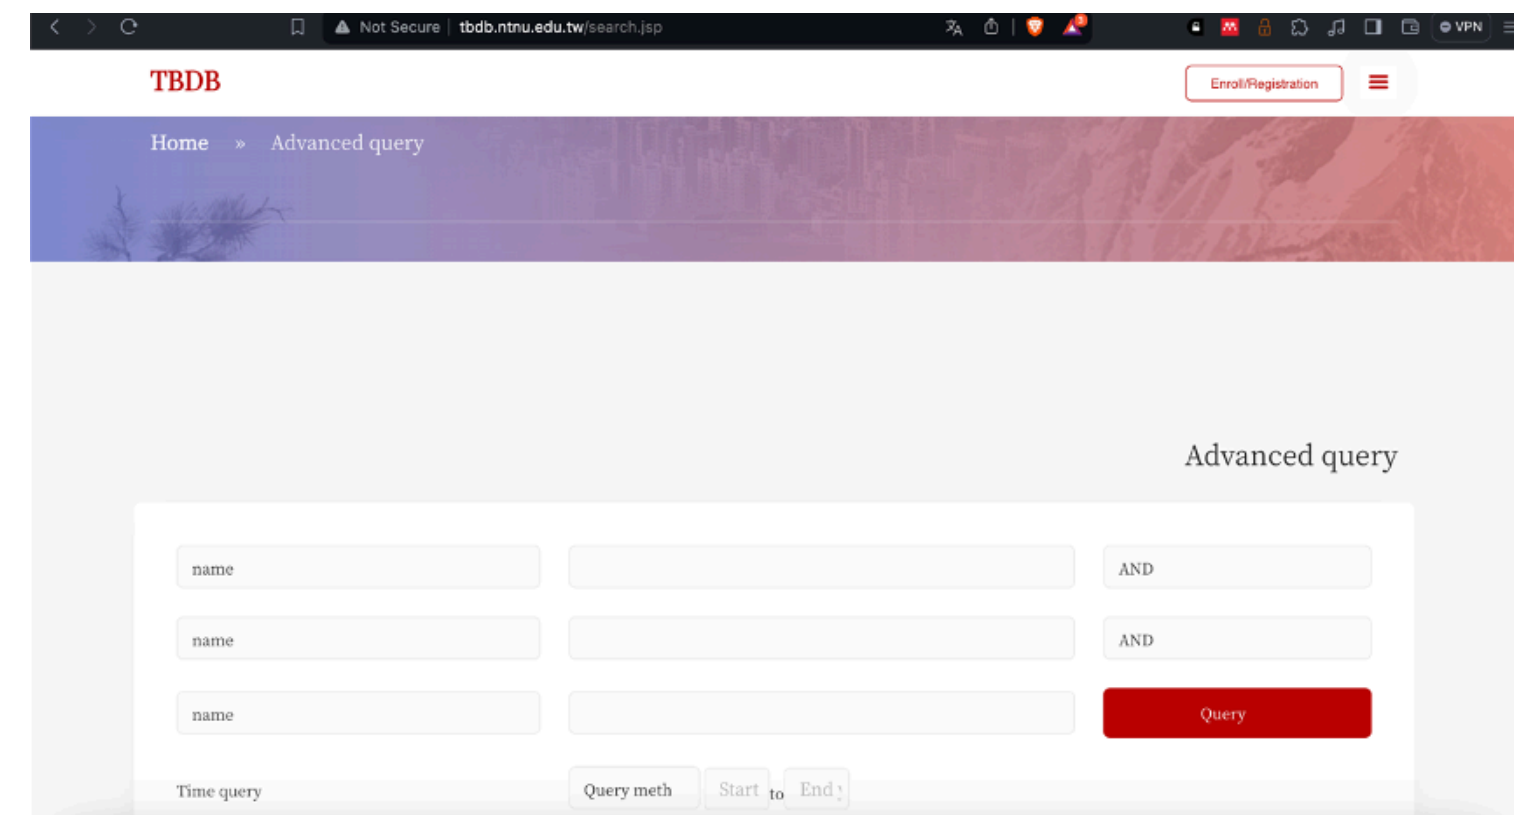 Not Secure tbdb.ntnu.edu.tw/search.jsp 3 VPN
TBDB Enroll/Registration
Home » Advanced query
Advanced query
name AND
name AND
name Query
Time query Query meth Start to End